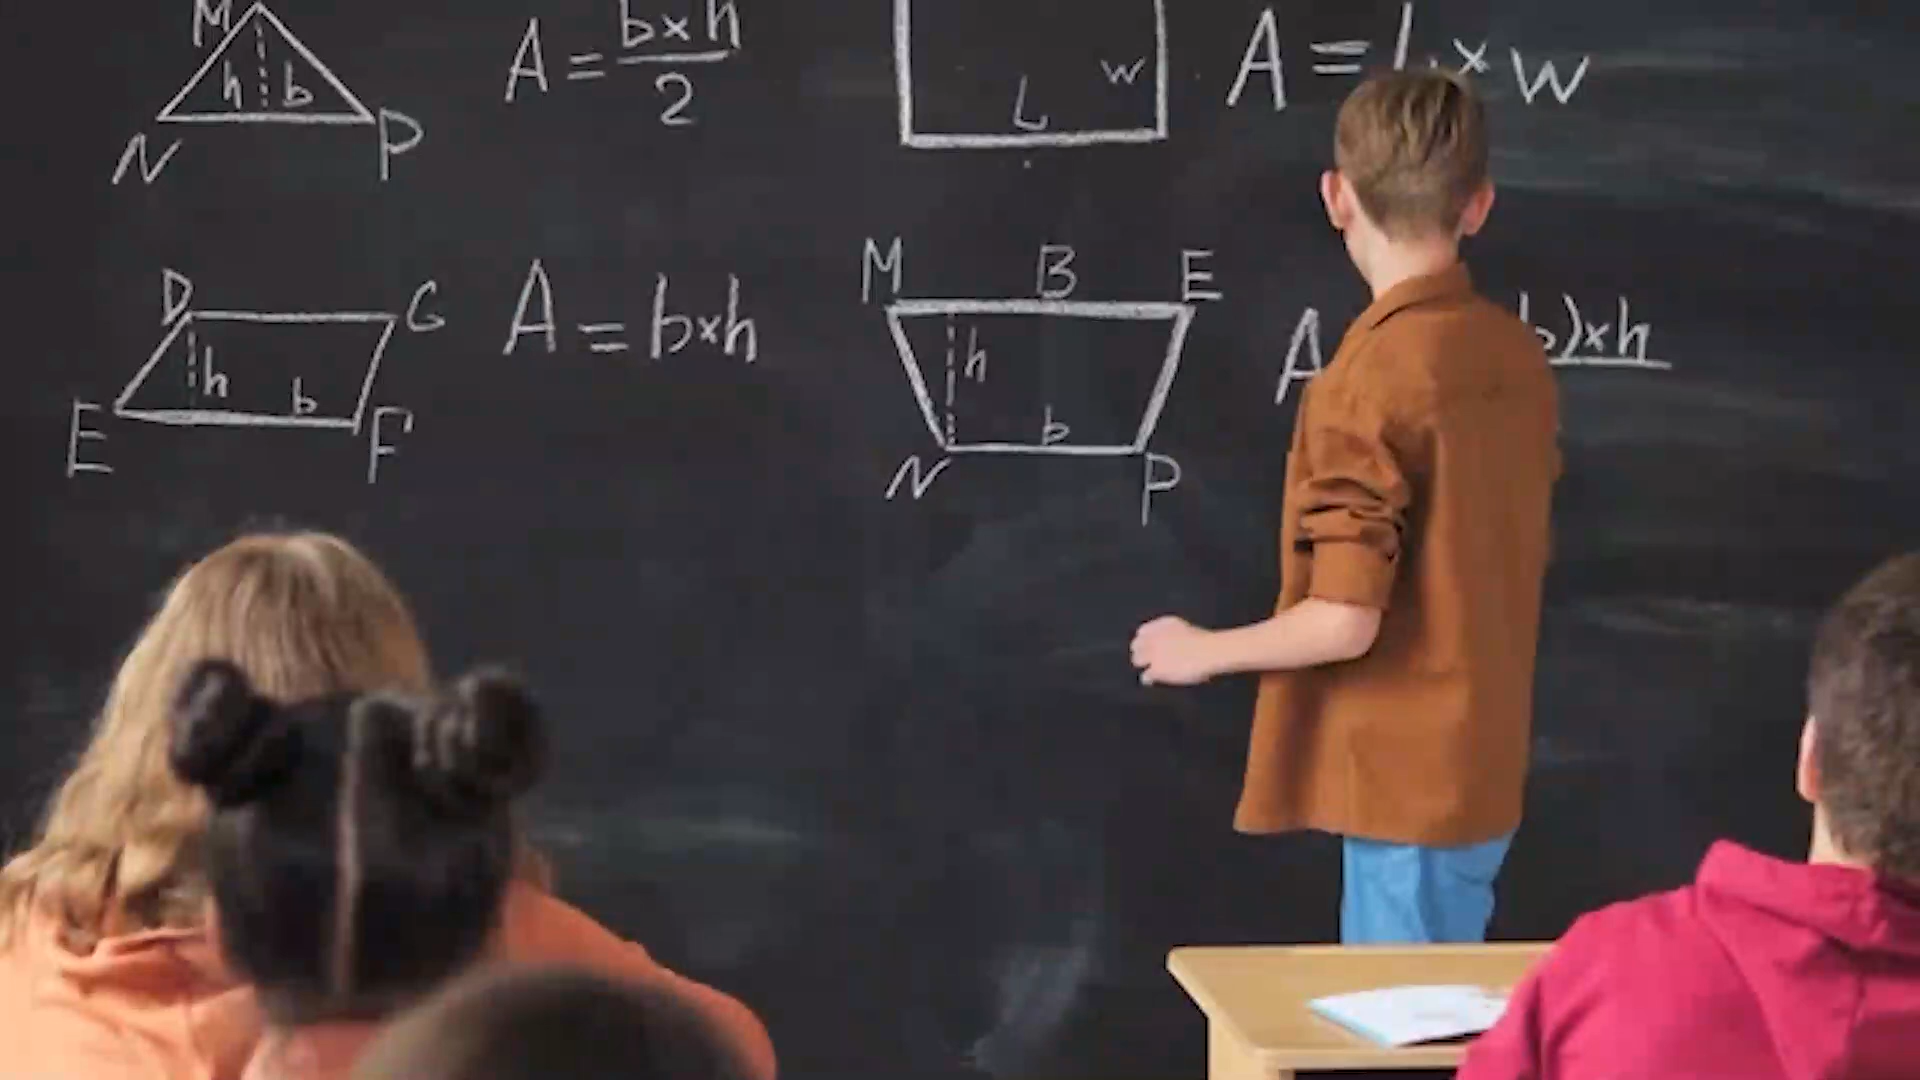 M
h b
N P
A = b×h/2
L w
A = L × w
D G
h b
E F
A = b×h
M B E
h
b
N P
A b)×h